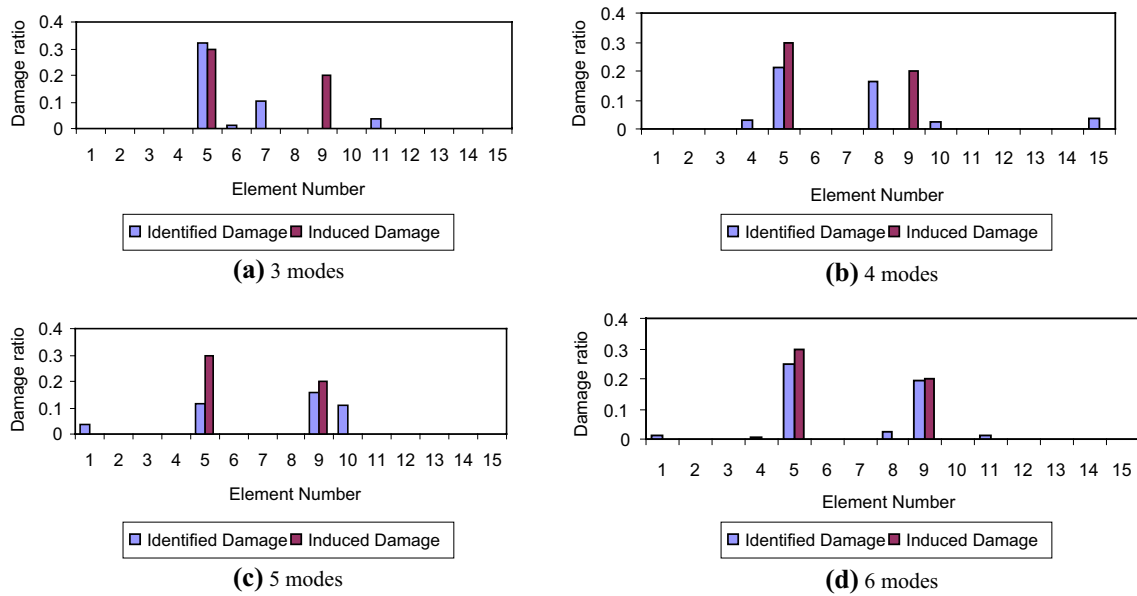 Damage ratio
0.4
0.3
0.2
0.1
0
1 2 3 4 5 6 7 8 9 10 11 12 13 14 15
Element Number
Identified Damage Induced Damage
(a) 3 modes
Damage ratio
0.4
0.3
0.2
0.1
0
1 2 3 4 5 6 7 8 9 10 11 12 13 14 15
Element Number
Identified Damage Induced Damage
(b) 4 modes
Damage ratio
0.4
0.3
0.2
0.1
0
1 2 3 4 5 6 7 8 9 10 11 12 13 14 15
Element Number
Identified Damage Induced Damage
(c) 5 modes
Damage ratio
0.4
0.3
0.2
0.1
0
1 2 3 4 5 6 7 8 9 10 11 12 13 14 15
Element Number
Identified Damage Induced Damage
(d) 6 modes